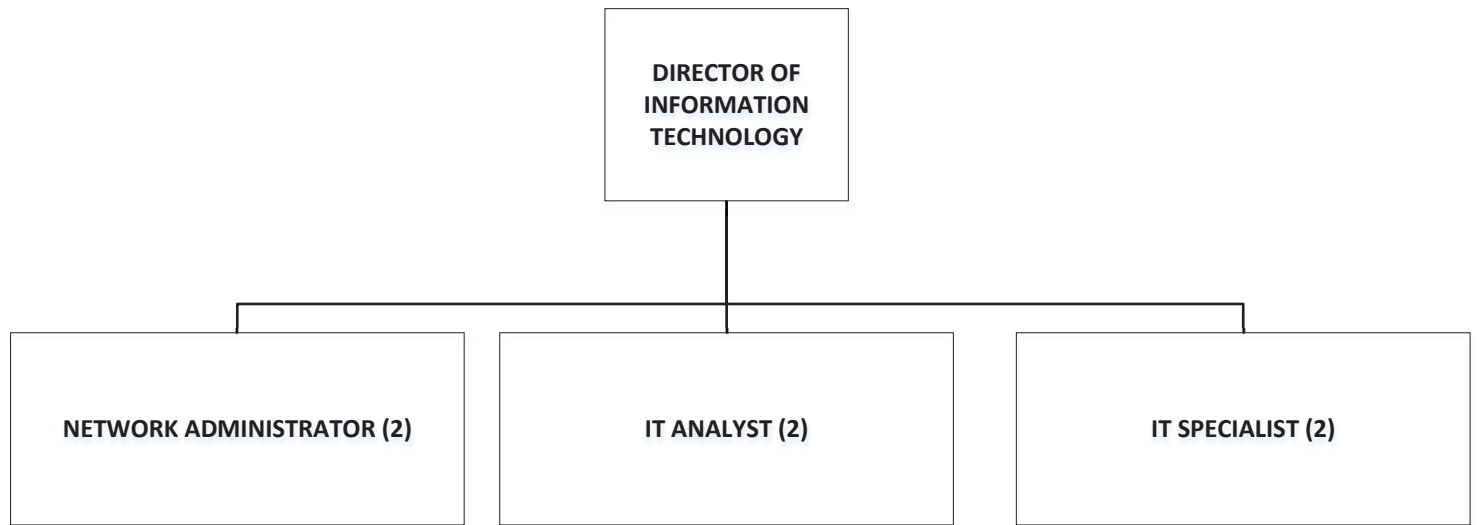 DIRECTOR OF
INFORMATION
TECHNOLOGY
NETWORK ADMINISTRATOR (2)
IT ANALYST (2)
IT SPECIALIST (2)